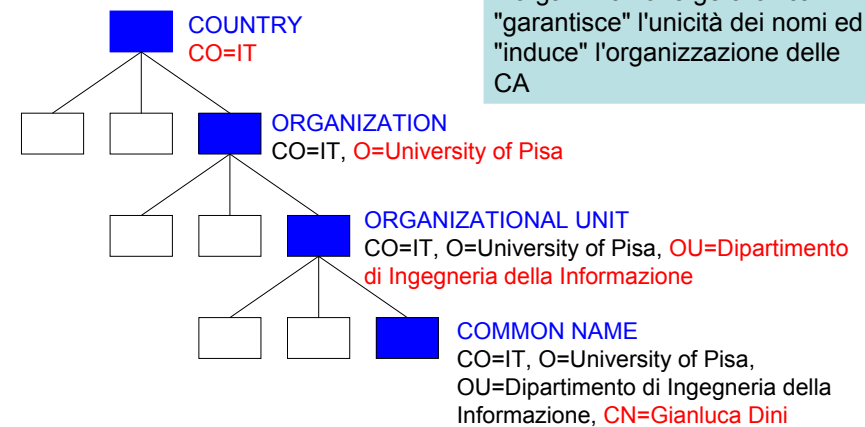 "garantisce" l'unicità dei nomi ed
"induce" l'organizzazione delle
CA
COUNTRY
CO=IT
ORGANIZATION
CO=IT, O=University of Pisa
ORGANIZATIONAL UNIT
CO=IT, O=University of Pisa, OU=Dipartimento
di Ingegneria della Informazione
COMMON NAME
CO=IT, O=University of Pisa,
OU=Dipartimento di Ingegneria della
Informazione, CN=Gianluca Dini